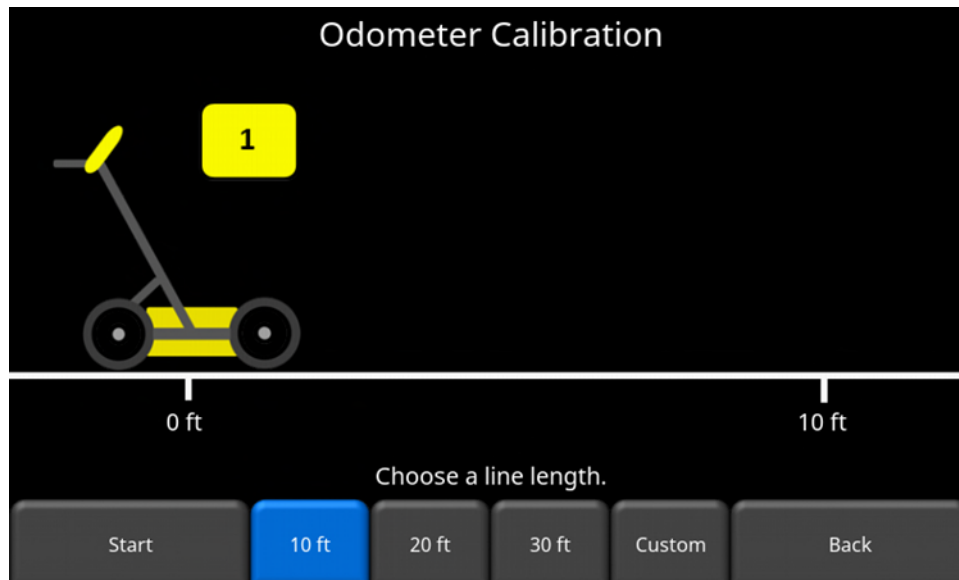 Odometer Calibration
1
0 ft
10 ft
Choose a line length.
Start
10 ft
20 ft
30 ft
Custom
Back